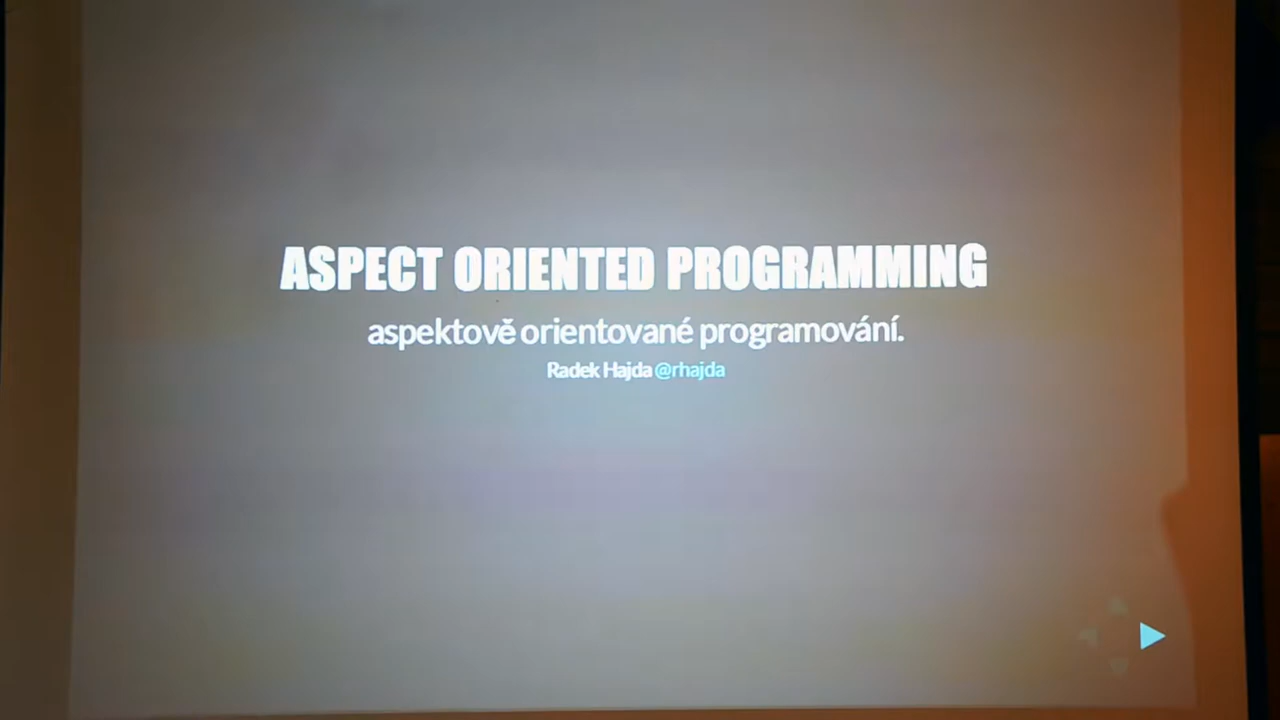 ASPECT ORIENTED PROGRAMMING
aspektově orientované programování.
Radek Hajda @rhajda